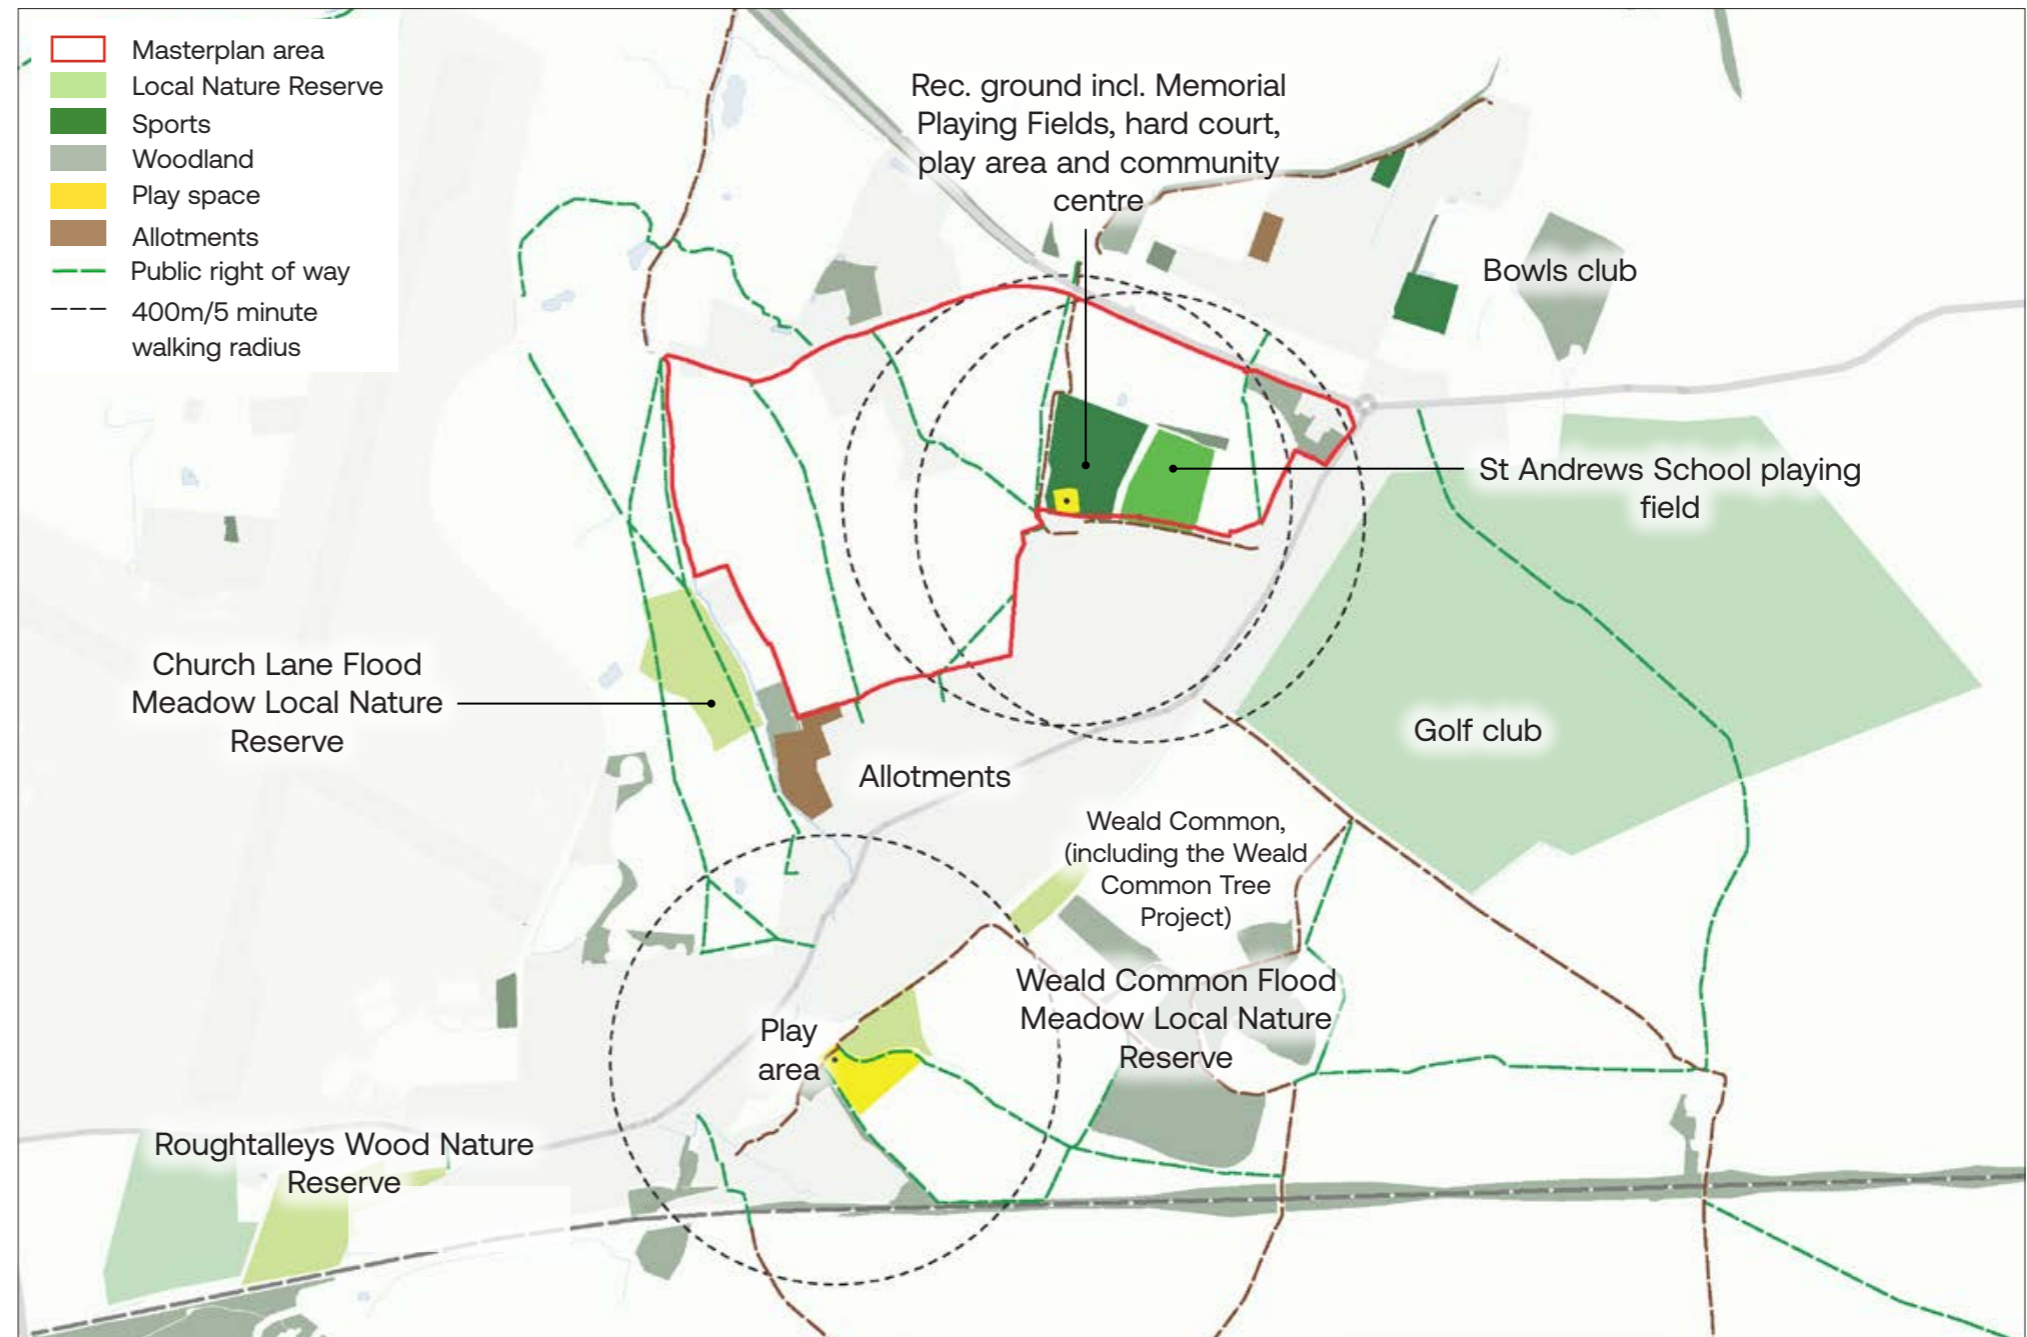 Masterplan area
Local Nature Reserve
Sports
Woodland
Play space
Allotments
Public right of way
400m/5 minute
walking radius
Rec. ground incl. Memorial
Playing Fields, hard court,
play area and community
centre
Bowls club
St Andrews School playing
field
Church Lane Flood
Meadow Local Nature
Reserve
Golf club
Allotments
Weald Common,
(including the Weald
Common Tree
Project)
Weald Common Flood
Meadow Local Nature
Reserve
Play
area
Roughtalleys Wood Nature
Reserve